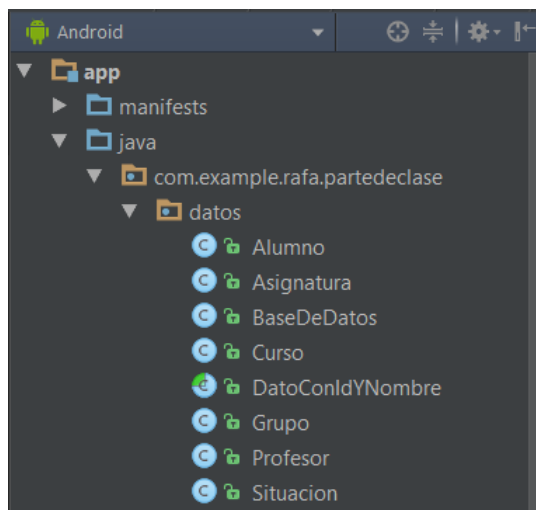 Android
app
manifests
java
com.example.rafa.partedeclase
datos
C Alumno
C Asignatura
C BaseDeDatos
C Curso
C DatoConIdYNombre
C Grupo
C Profesor
C Situacion